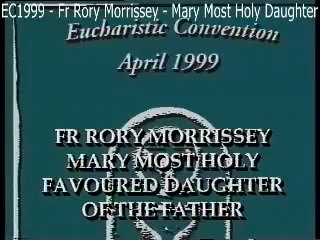 EC1999 - Fr Rory Morrissey - Mary Most Holy Daughter
Eucharistic Convention
April 1999
FR RORY MORRISSEY
MARY MOST HOLY
FAVOURED DAUGHTER
OF THE FATHER